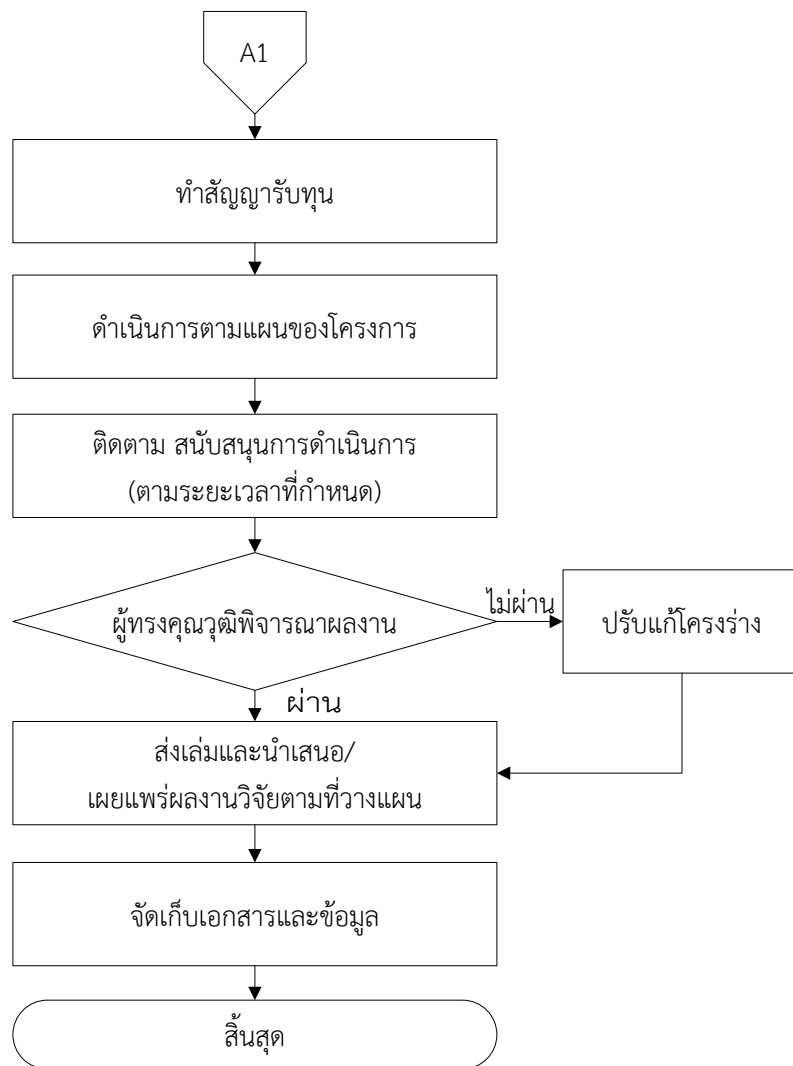 A1
ทำสัญญารับทุน
ดำเนินการตามแผนของโครงการ
ติดตาม สนับสนุนการดำเนินการ
(ตามระยะเวลาที่กำหนด)
ผู้ทรงคุณวุฒิพิจารณาผลงาน
ไม่ผ่าน
ปรับแก้โครงร่าง
ผ่าน
ส่งเล่มและนำเสนอ/
เผยแพร่ผลงานวิจัยตามที่วางแผน
จัดเก็บเอกสารและข้อมูล
สิ้นสุด